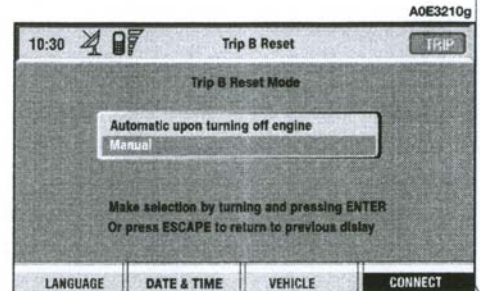 A0E3210g
10:30 Trip B Reset TRIP
Trip B Reset Mode
Automatic upon turning off engine
Manual
Make selection by turning and pressing ENTER
Or press ESCAPE to return to previous dislay
LANGUAGE DATE & TIME VEHICLE CONNECT